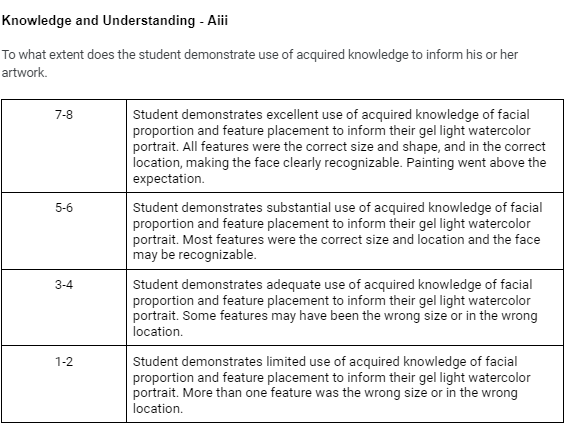 Knowledge and Understanding - Aiii
To what extent does the student demonstrate use of acquired knowledge to inform his or her
artwork.
7-8
Student demonstrates excellent use of acquired knowledge of facial
proportion and feature placement to inform their gel light watercolor
portrait. All features were the correct size and shape, and in the correct
location, making the face clearly recognizable. Painting went above the
expectation.
5-6
Student demonstrates substantial use of acquired knowledge of facial
proportion and feature placement to inform their gel light watercolor
portrait. Most features were the correct size and location and the face
may be recognizable.
3-4
Student demonstrates adequate use of acquired knowledge of facial
proportion and feature placement to inform their gel light watercolor
portrait. Some features may have been the wrong size or in the wrong
location.
1-2
Student demonstrates limited use of acquired knowledge of facial
proportion and feature placement to inform their gel light watercolor
portrait. More than one feature was the wrong size or in the wrong
location.